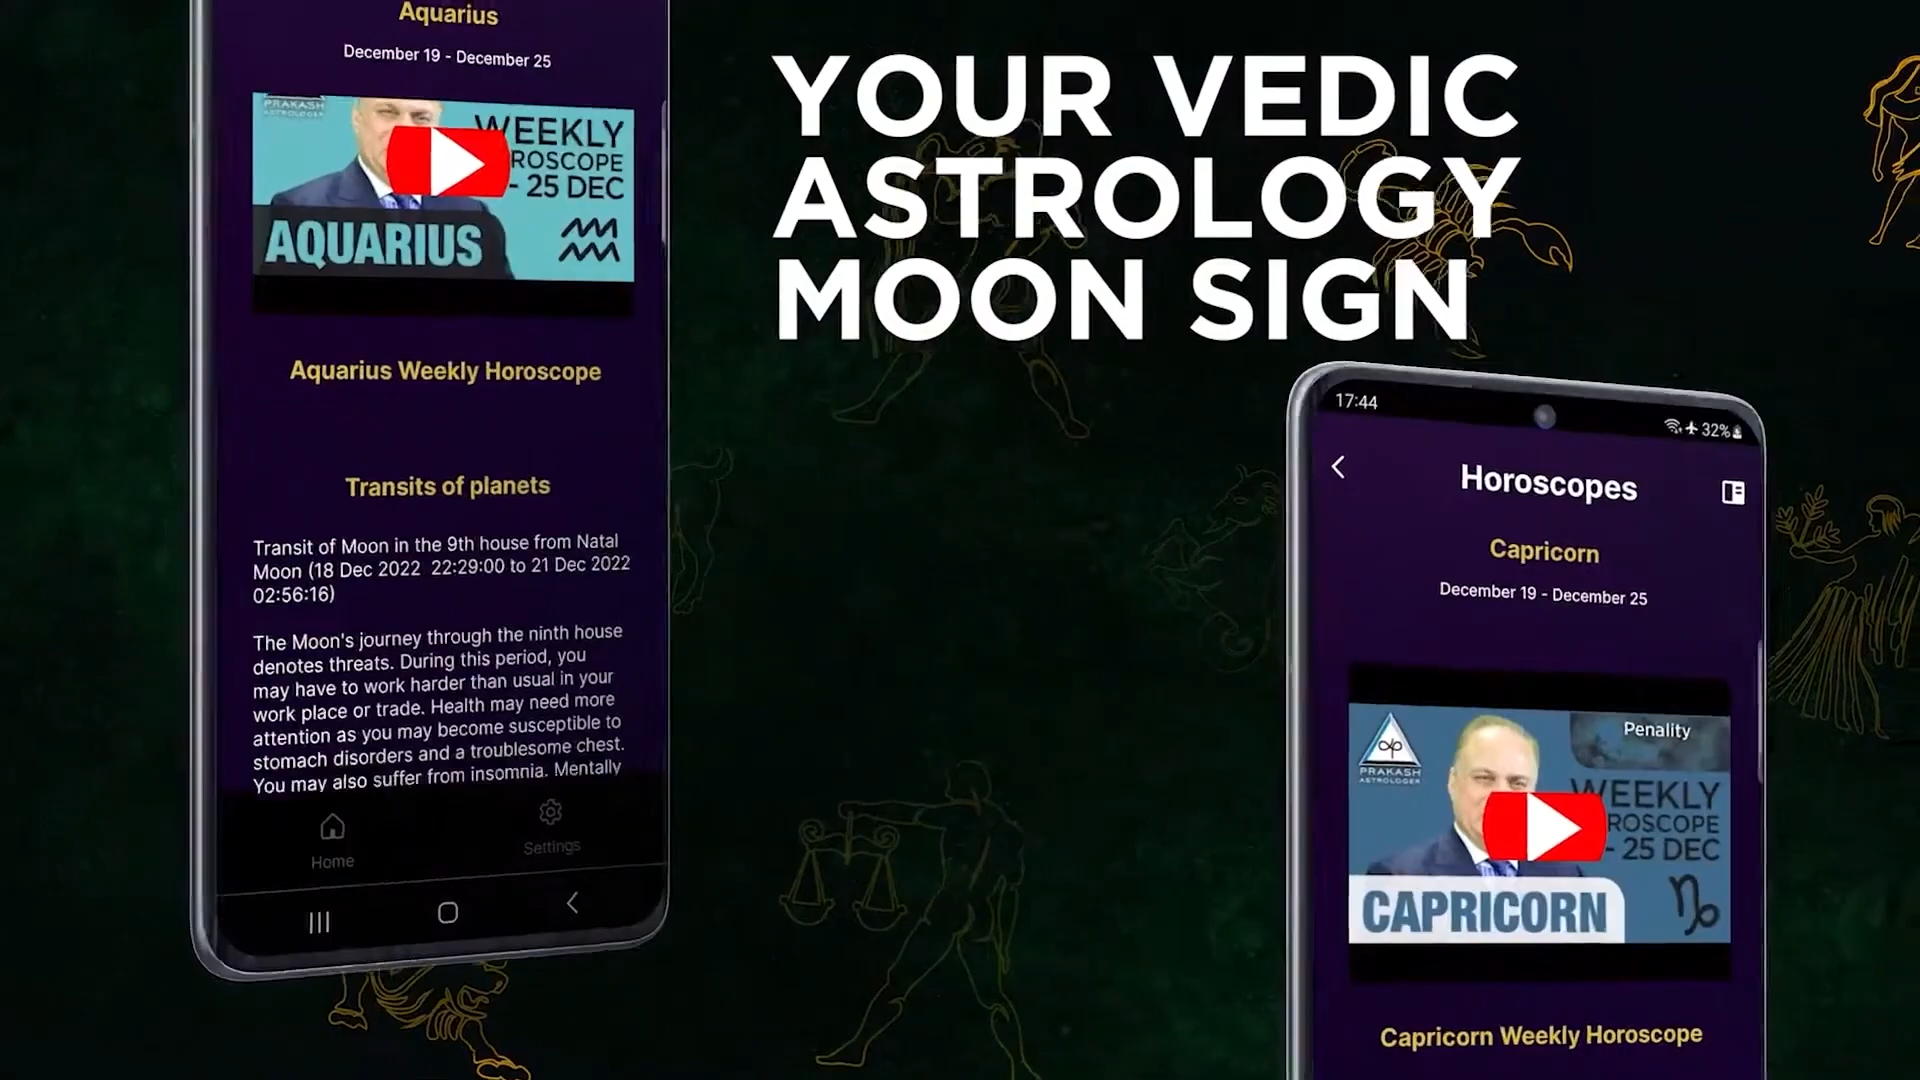 Aquarius
December 19 - December 25
PRAKASH
ASTROLOGER
WEEKLY
ROSCOPE
- 25 DEC
AQUARIUS
Aquarius Weekly Horoscope
Transits of planets
Transit of Moon in the 9th house from Natal
Moon (18 Dec 2022 22:29:00 to 21 Dec 2022
02:56:16)
The Moon's journey through the ninth house
denotes threats. During this period, you
may have to work harder than usual in your
work place or trade. Health may need more
attention as you may become susceptible to
stomach disorders and a troublesome chest.
You may also suffer from insomnia. Mentally
Home
Settings
YOUR VEDIC
ASTROLOGY
MOON SIGN
17:44
32%
Horoscopes
Capricorn
December 19 - December 25
Penality
PRAKASH
ASTROLOGER
WEEKLY
ROSCOPE
- 25 DEC
CAPRICORN
Capricorn Weekly Horoscope